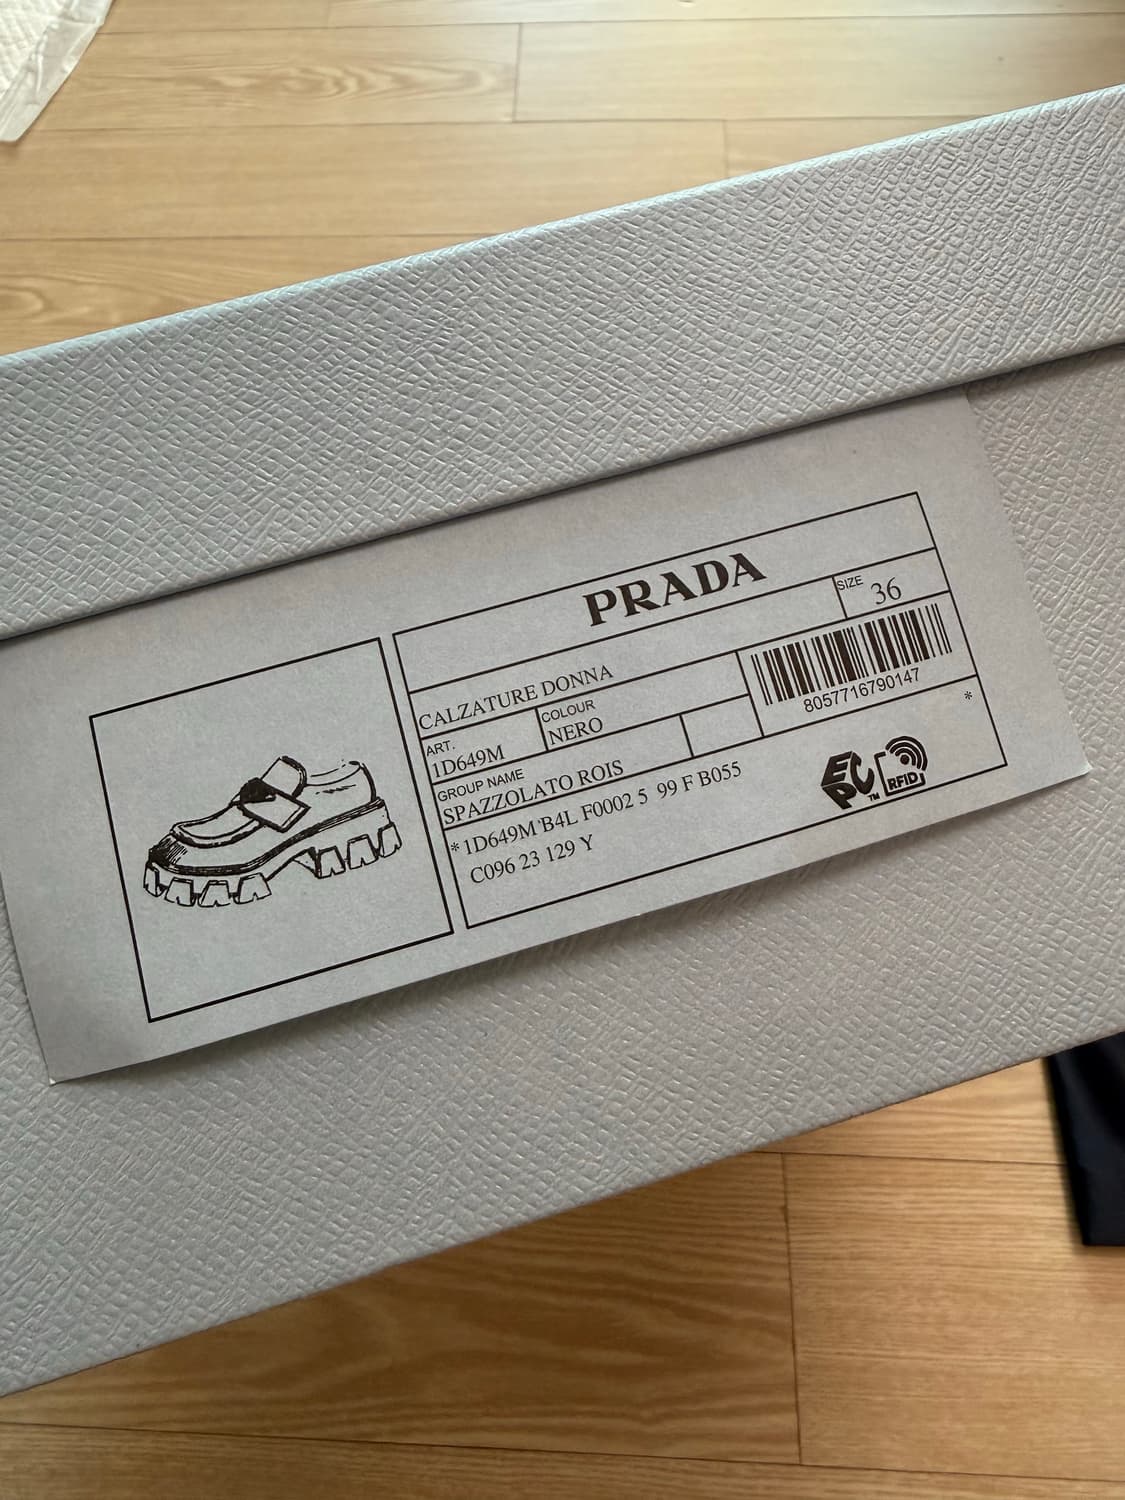 PRADA
CALZATURE DONNA
SIZE
36
ART.
1D649M
COLOUR
NERO
8057716790147
GROUP NAME
SPAZZOLATO ROIS
*
* 1D649M B4L F0002 5 99 F B055
C096 23 129 Y
EPC™ RFID